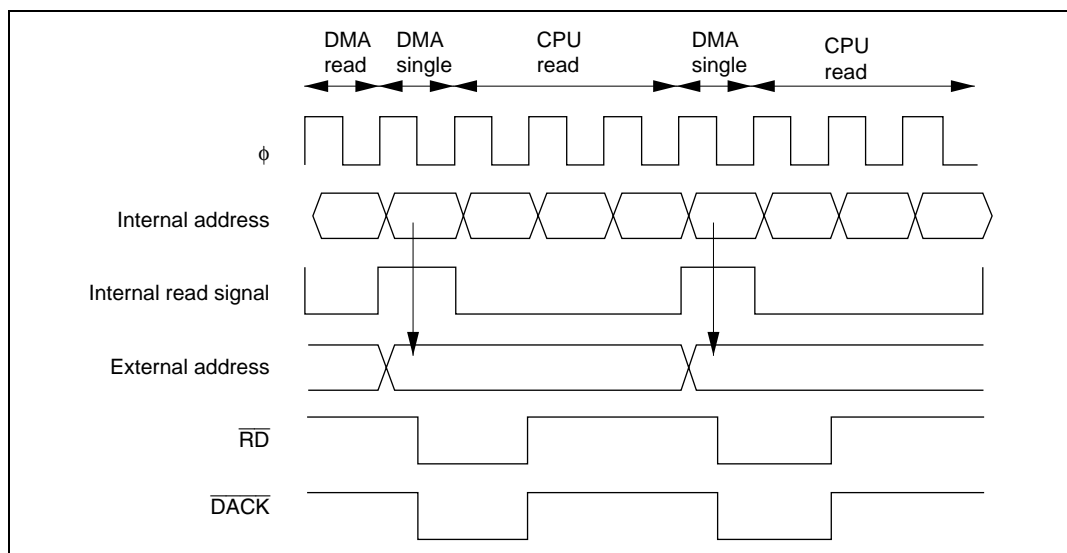 DMA read
DMA single
CPU read
DMA single
CPU read
φ
Internal address
Internal read signal
External address
RD
DACK